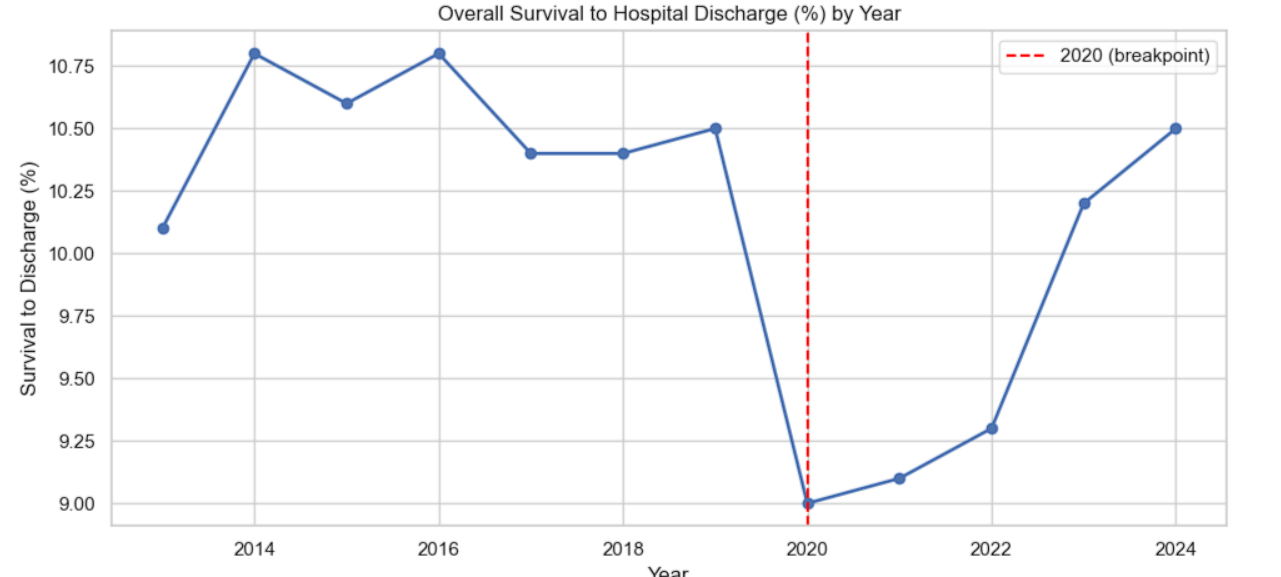 Overall Survival to Hospital Discharge (%) by Year
2020 (breakpoint)
Survival to Discharge (%)
10.75
10.50
10.25
10.00
9.75
9.50
9.25
9.00
2014 2016 2018 2020 2022 2024
Year